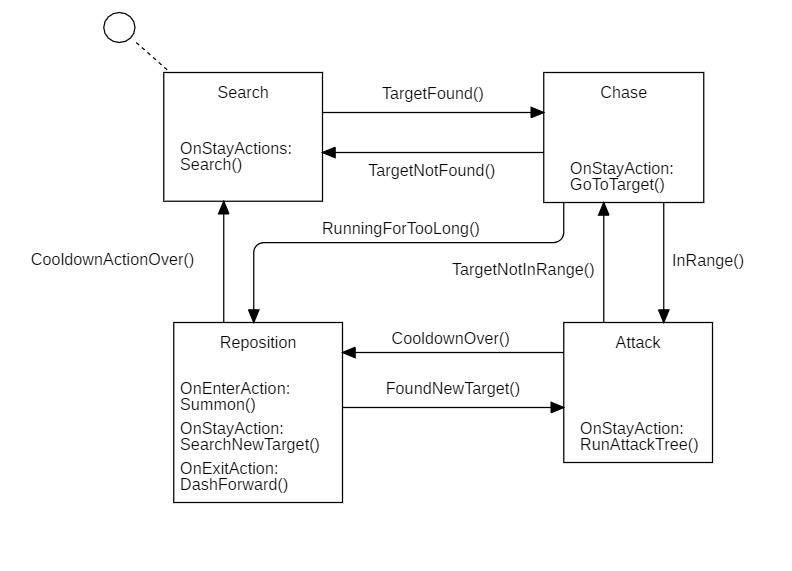 Search
OnStayActions:
Search()
TargetFound()
TargetNotFound()
Chase
OnStayAction:
GoToTarget()
RunningForTooLong()
CooldownActionOver()
TargetNotInRange()
InRange()
Reposition
OnEnterAction:
Summon()
OnStayAction:
SearchNewTarget()
OnExitAction:
DashForward()
CooldownOver()
FoundNewTarget()
Attack
OnStayAction:
RunAttackTree()